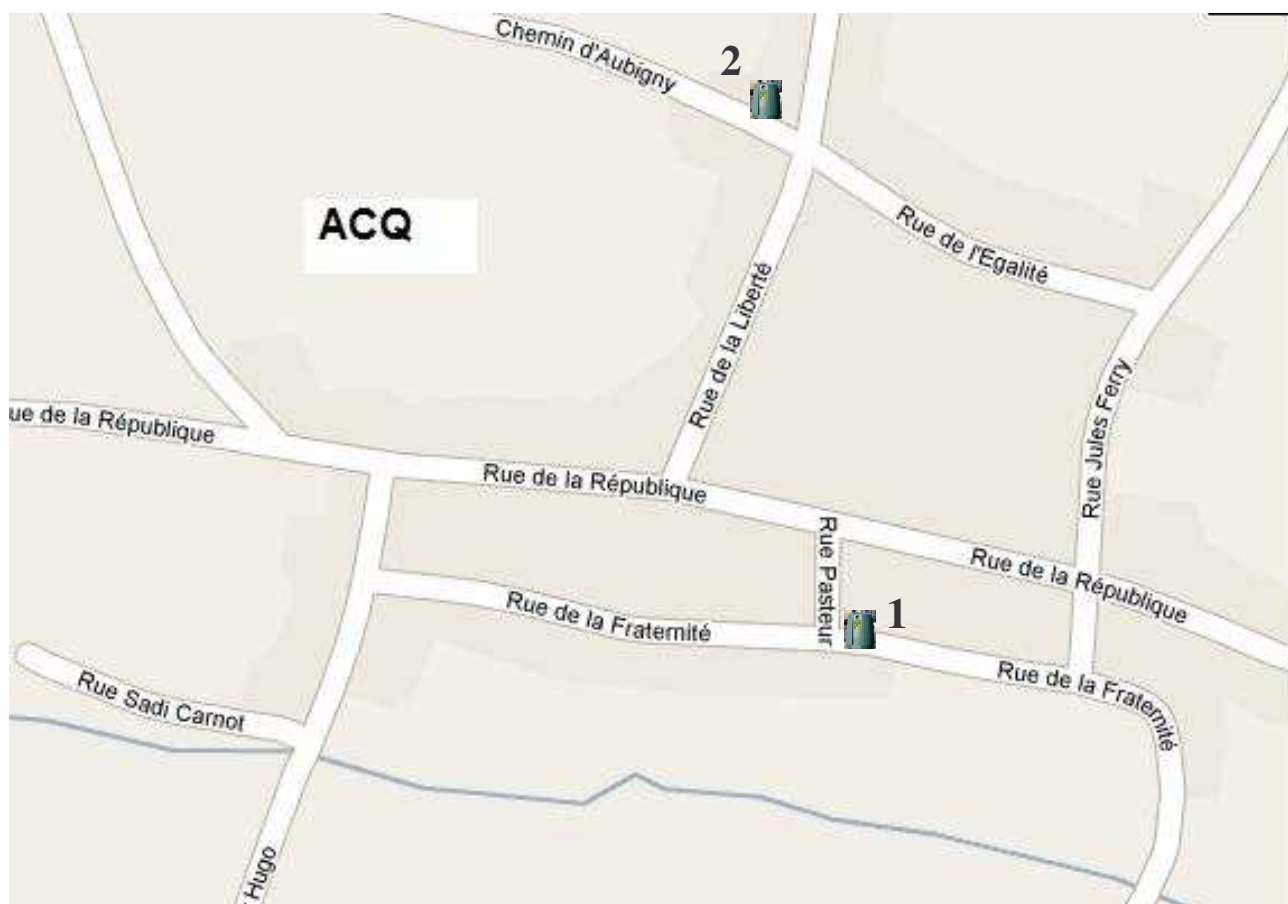 Chemin d'Aubigny
2
ACQ
Rue de l'Egalité
Rue de la Liberté
Rue Jules Ferry
ue de la République
Rue de la République
Rue Pasteur
Rue de la République
Rue de la Fraternité
1
Rue de la Fraternité
Rue Sadi Carnot
Hugo